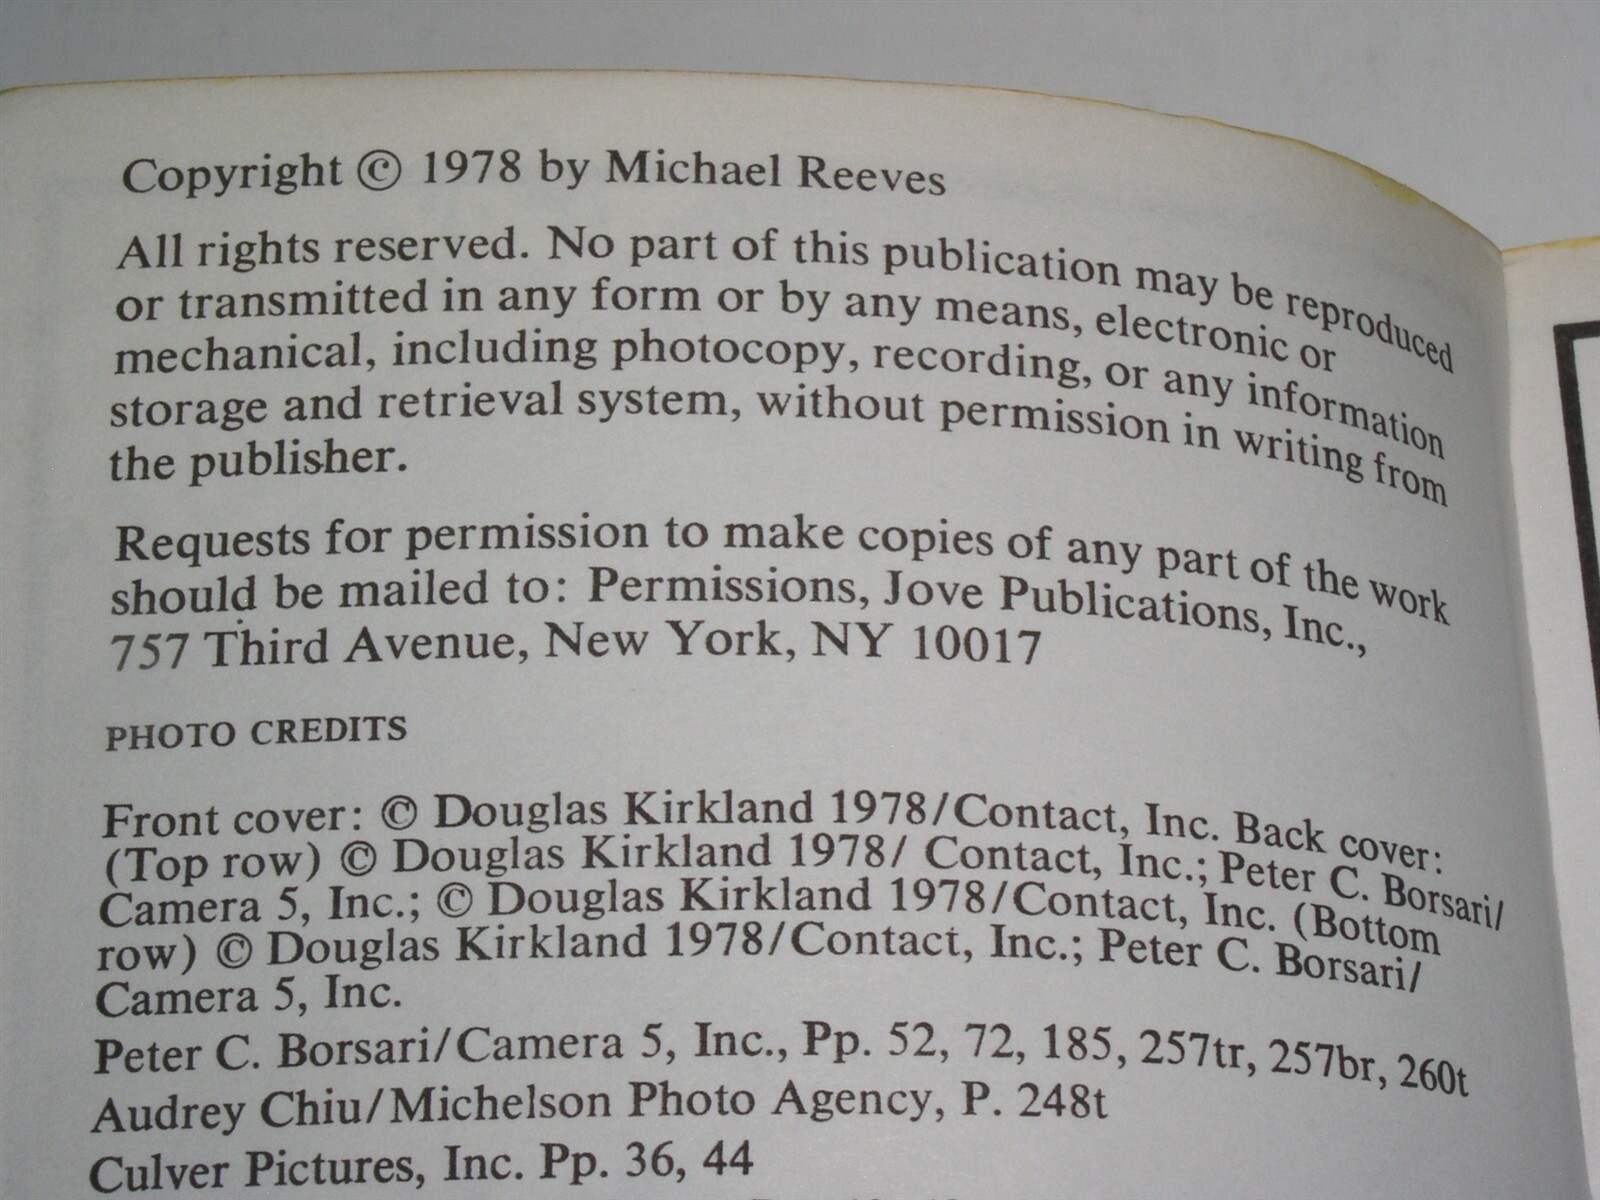 Copyright © 1978 by Michael Reeves
All rights reserved. No part of this publication may be reproduced
or transmitted in any form or by any means, electronic or
mechanical, including photocopy, recording, or any information
storage and retrieval system, without permission in writing from
the publisher.
Requests for permission to make copies of any part of the work
should be mailed to: Permissions, Jove Publications, Inc.,
757 Third Avenue, New York, NY 10017
PHOTO CREDITS
Front cover: © Douglas Kirkland 1978/Contact, Inc. Back cover:
(Top row) © Douglas Kirkland 1978/ Contact, Inc.; Peter C. Borsari/
Camera 5, Inc.; © Douglas Kirkland 1978/Contact, Inc. (Bottom
row) © Douglas Kirkland 1978/Contact, Inc.; Peter C. Borsari/
Camera 5, Inc.
Peter C. Borsari/Camera 5, Inc., Pp. 52, 72, 185, 257tr, 257br, 260t
Audrey Chiu/Michelson Photo Agency, P. 248t
Culver Pictures, Inc. Pp. 36, 44